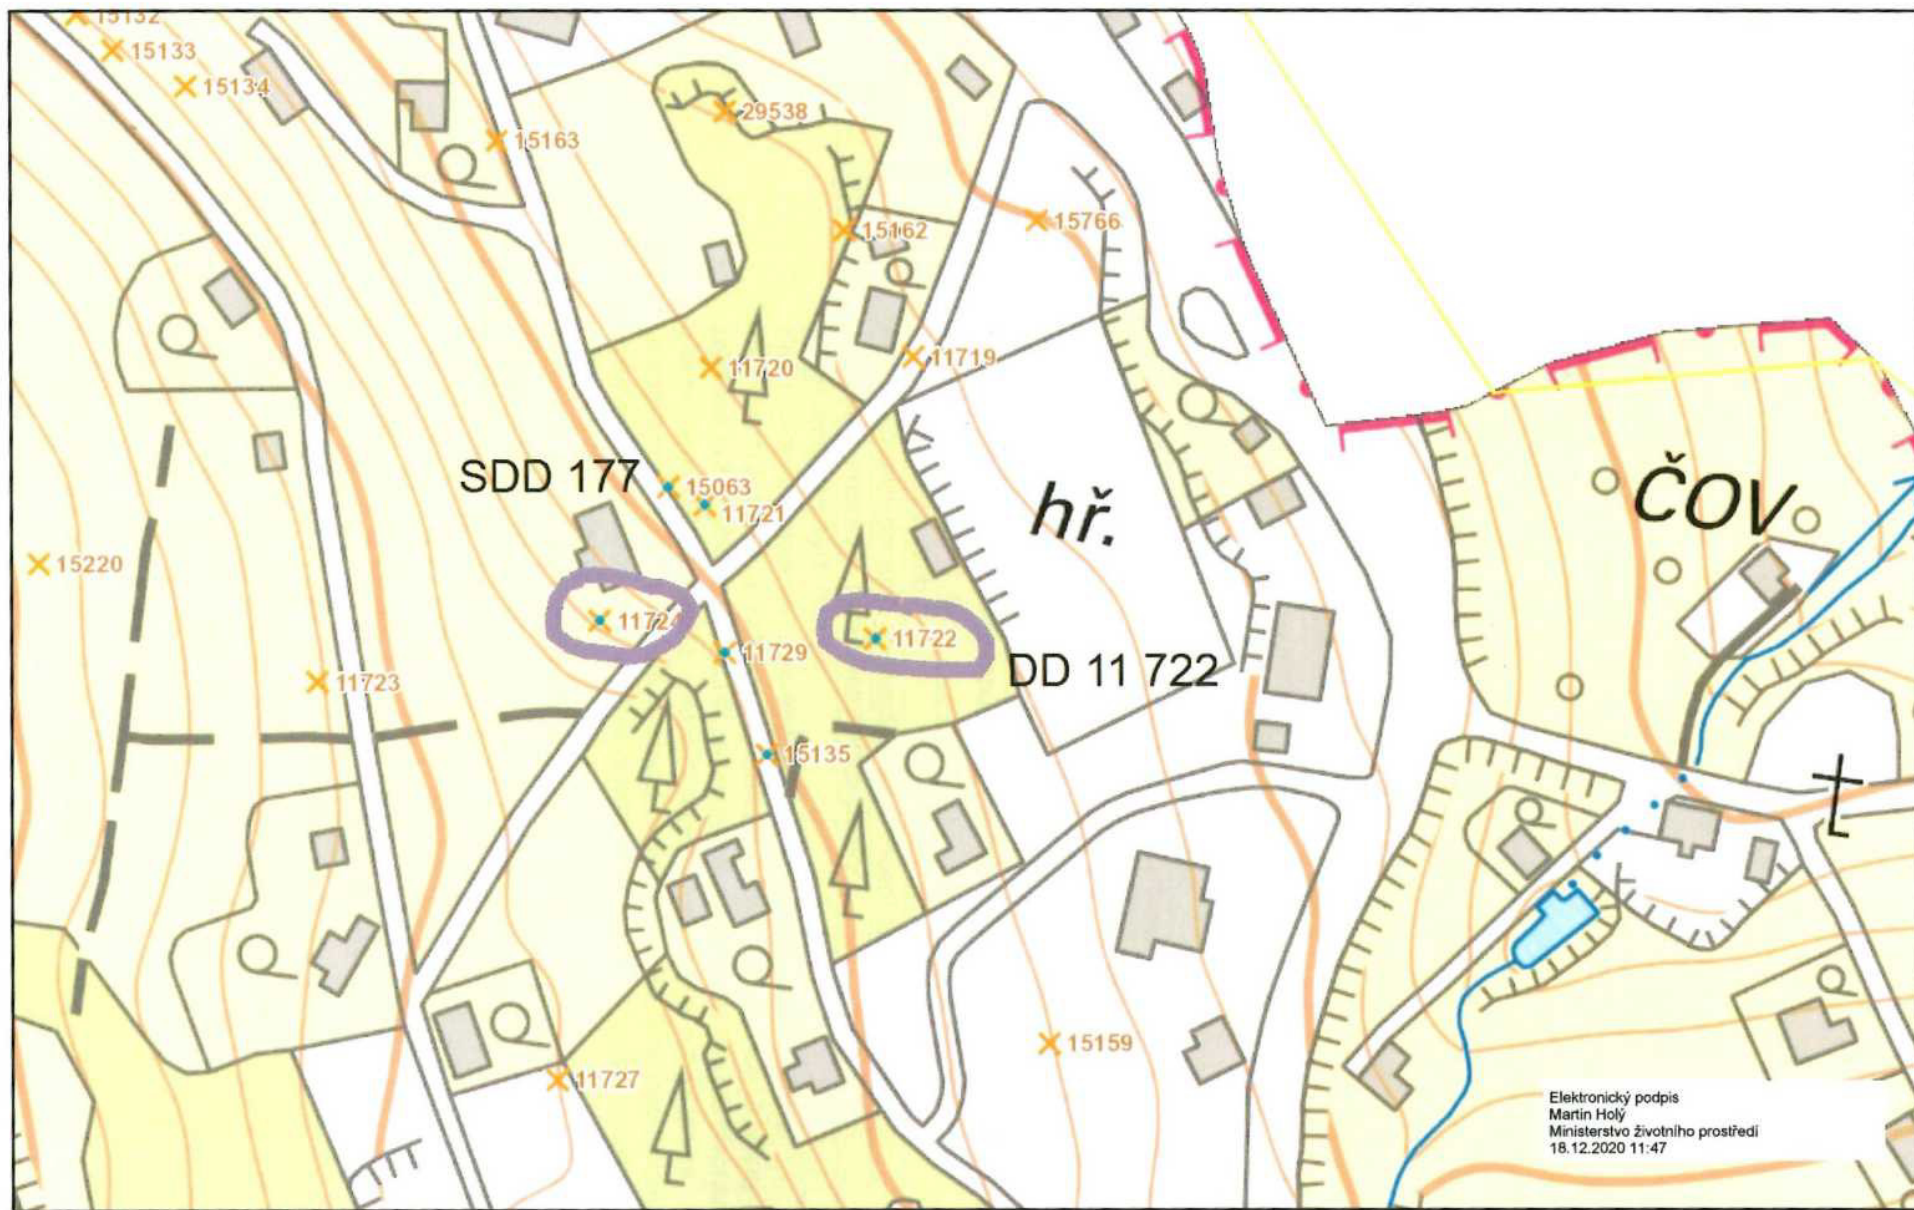 15132
15133
15134
15163
29538
15162
15766
11720
11719
SDD 177
15063
11721
hř.
ČOV
15220
11724
11729
11722
DD 11 722
11723
15135
15159
11727
Elektronický podpis
Martin Holý
Ministerstvo životního prostředí
18.12.2020 11:47